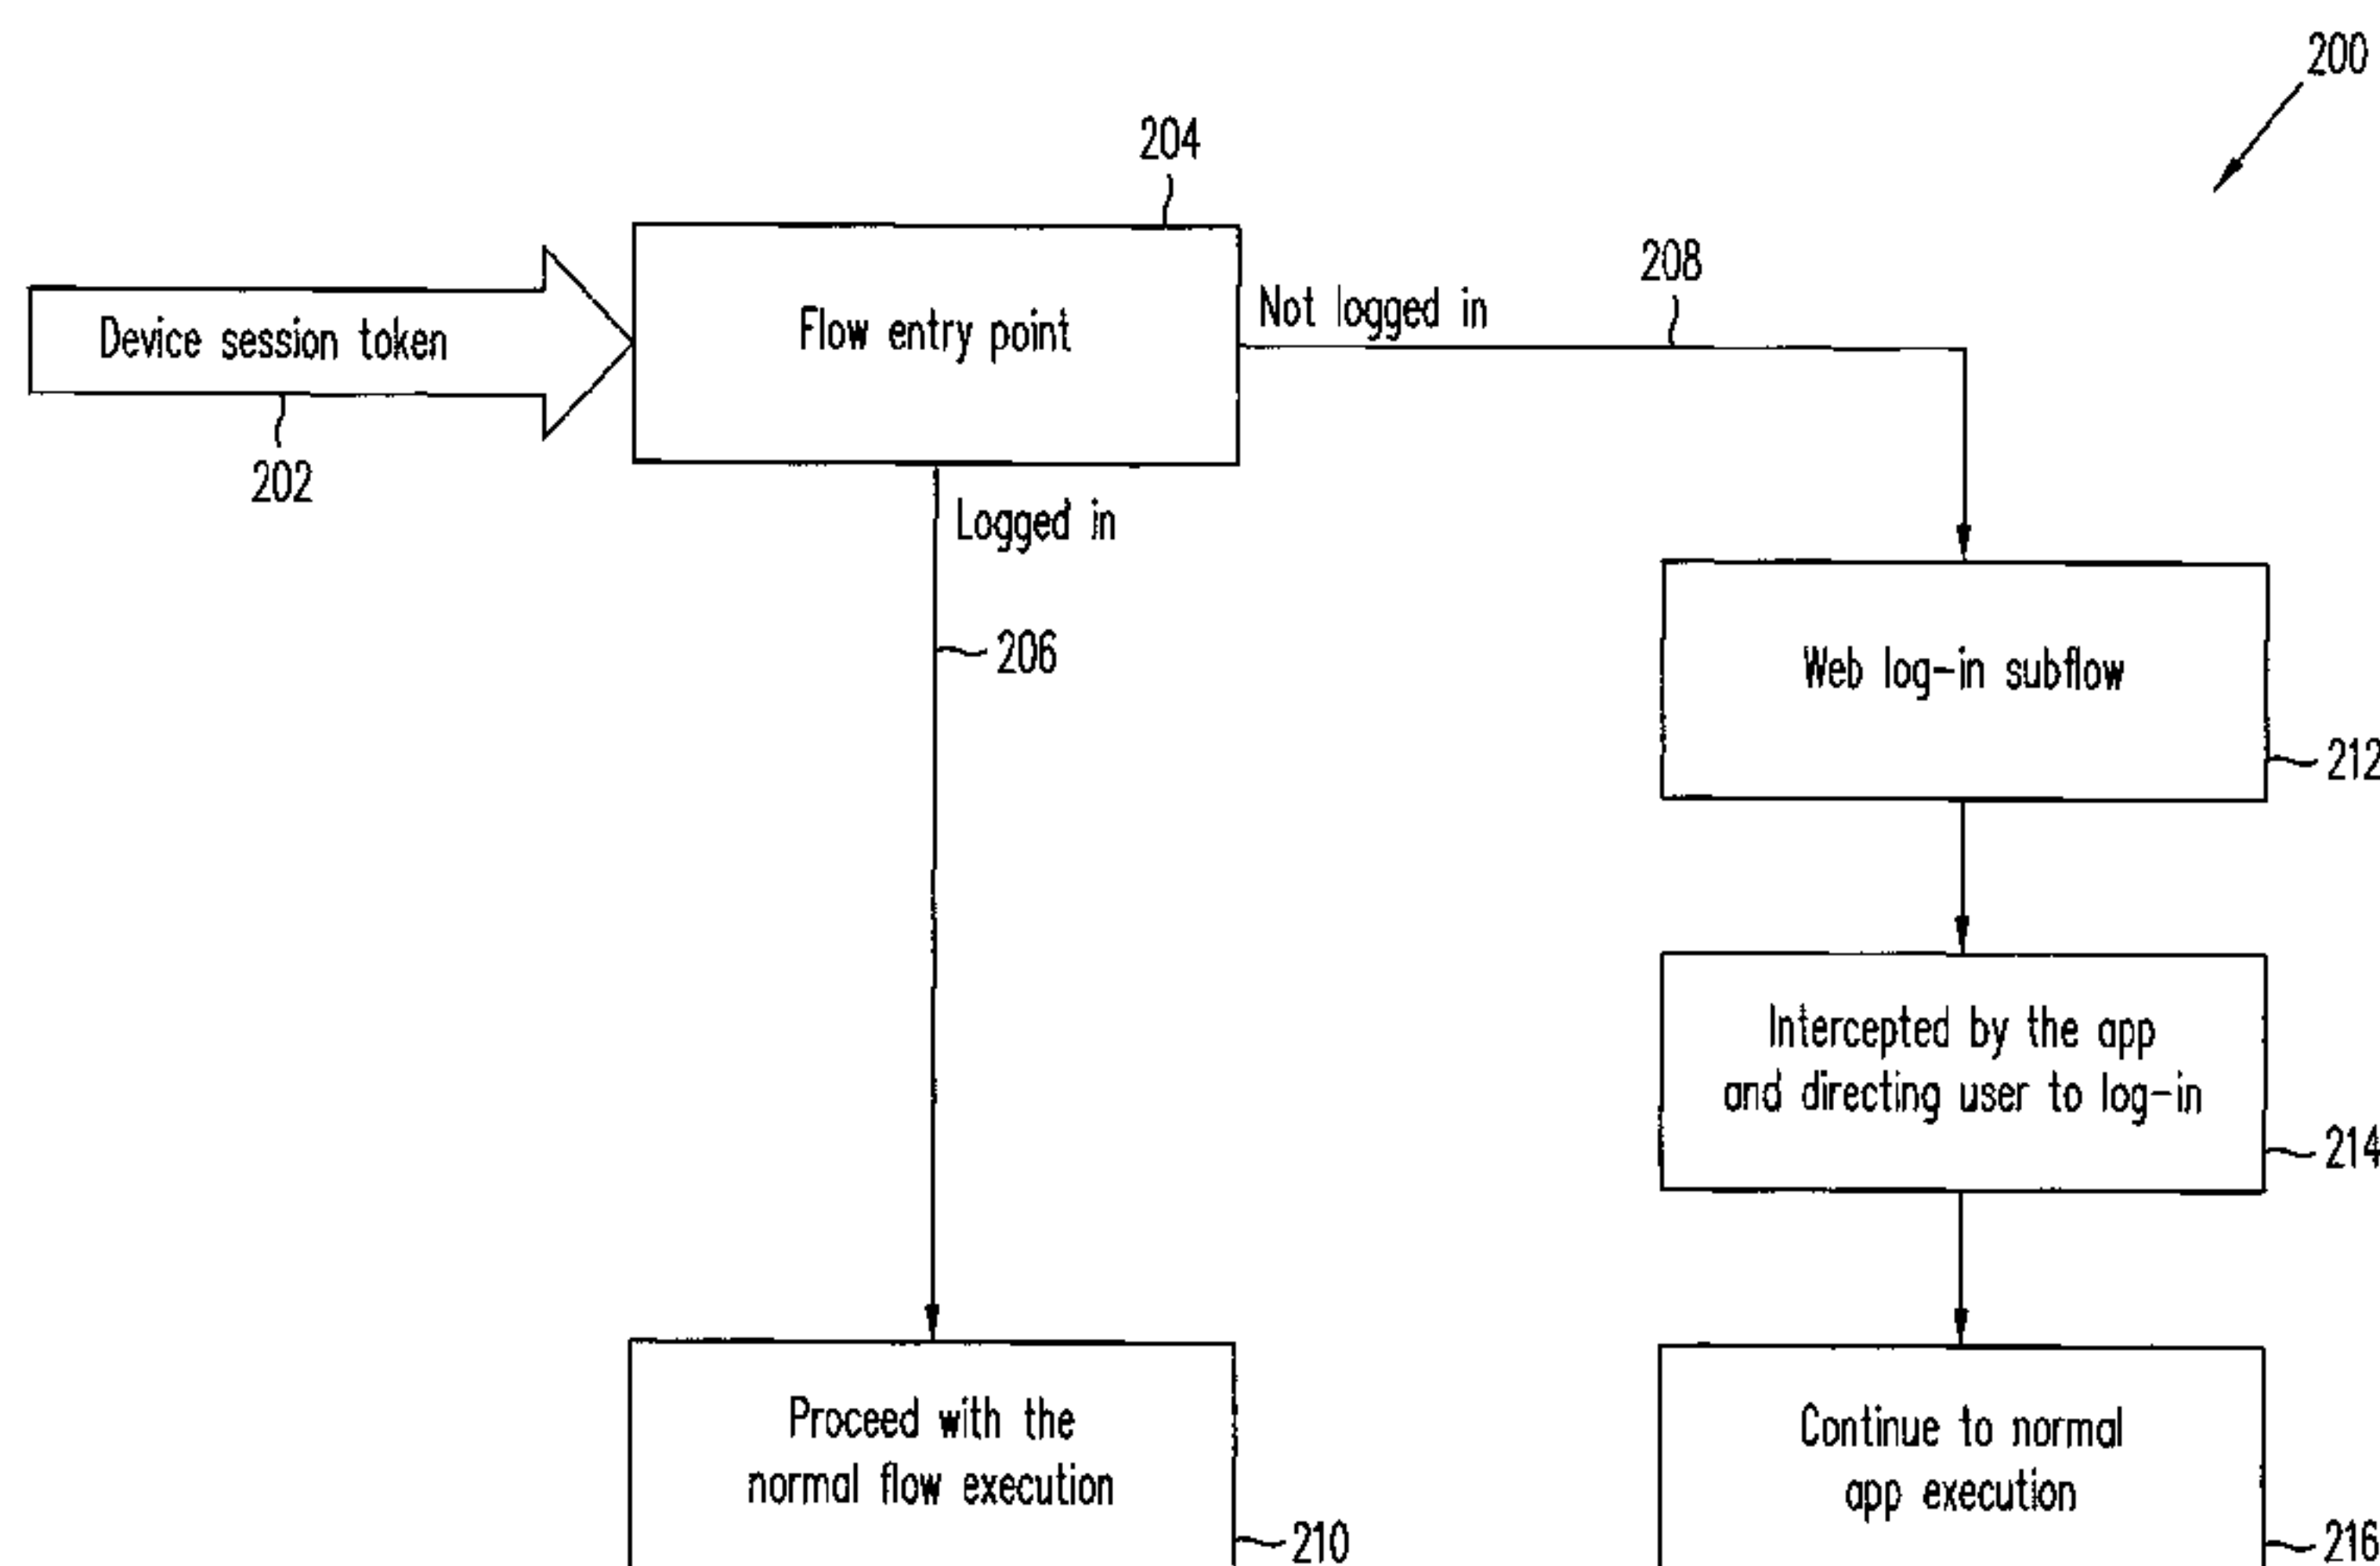 200
204
208
Device session token
Flow entry point
Not logged in
202
Logged in
206
Web log-in subflow
212
Intercepted by the app
and directing user to log-in
214
Proceed with the
normal flow execution
210
Continue to normal
app execution
216